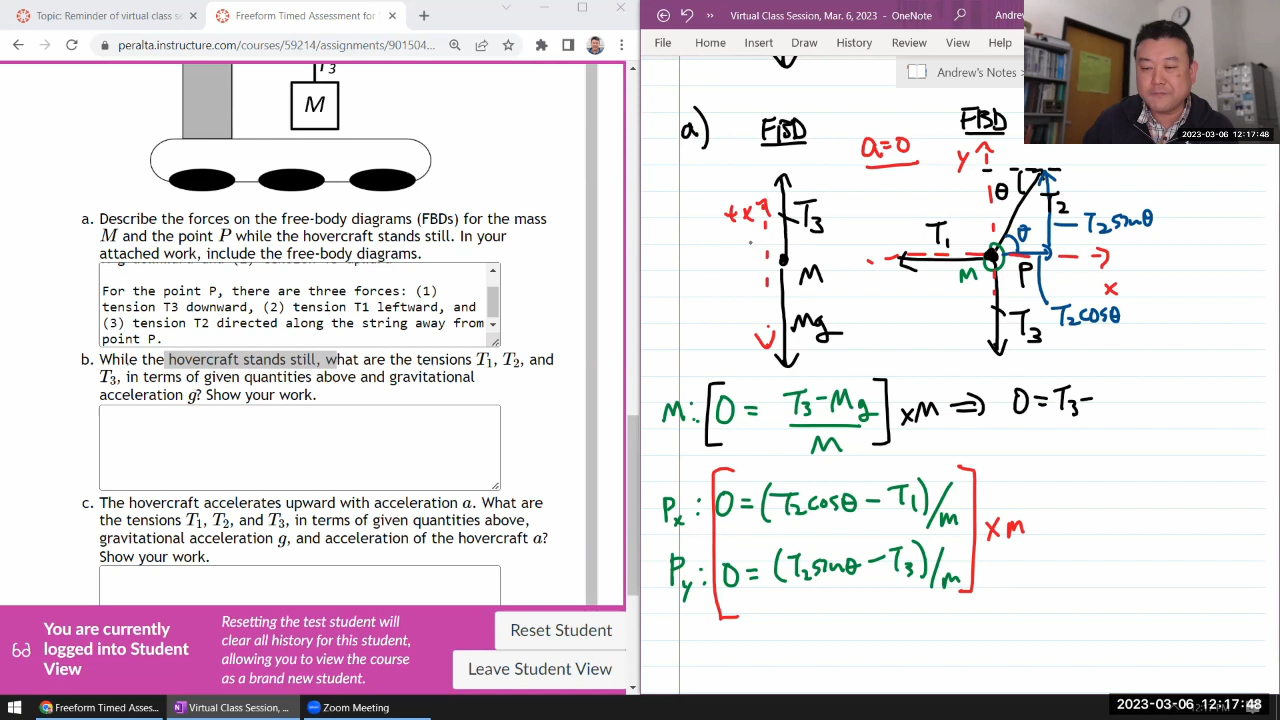 Topic: Reminder of virtual class s
Freeform Timed Assessment for
peralta.instructure.com/courses/59214/assignments/901504...
T3
M
a. Describe the forces on the free-body diagrams (FBDs) for the mass
M and the point P while the hovercraft stands still. In your
attached work, include the free-body diagrams.
For the point P, there are three forces: (1)
tension T3 downward, (2) tension T1 leftward, and
(3) tension T2 directed along the string away from
point P.
b. While the hovercraft stands still, what are the tensions T₁, T₂, and
T₃, in terms of given quantities above and gravitational
acceleration g? Show your work.
c. The hovercraft accelerates upward with acceleration a. What are
the tensions T₁, T₂, and T₃, in terms of given quantities above,
gravitational acceleration g, and acceleration of the hovercraft a?
Show your work.
You are currently
logged into Student
View
Resetting the test student will
clear all history for this student,
allowing you to view the course
as a brand new student.
Reset Student
Leave Student View
Freeform Timed Asses...
Virtual Class Session,...
Zoom Meeting
Virtual Class Session, Mar. 6, 2023 - OneNote
Andre
File Home Insert Draw History Review View Help
Andrew's Notes >
2023-03-06 12:17:48
a)
FBD
a=0
FBD
y
θ
T₂
+x
T₃
T₁
θ
T₂sinθ
M
m
P
x
Mg
T₃
T₂cosθ
M: [0 = T₃-Mg / M] xM ⇒ 0=T₃-
Pₓ: [0=(T₂cosθ - T₁)/m
Pᵧ: 0=(T₂sinθ - T₃)/m] xm
2023-03-06 12:17:48